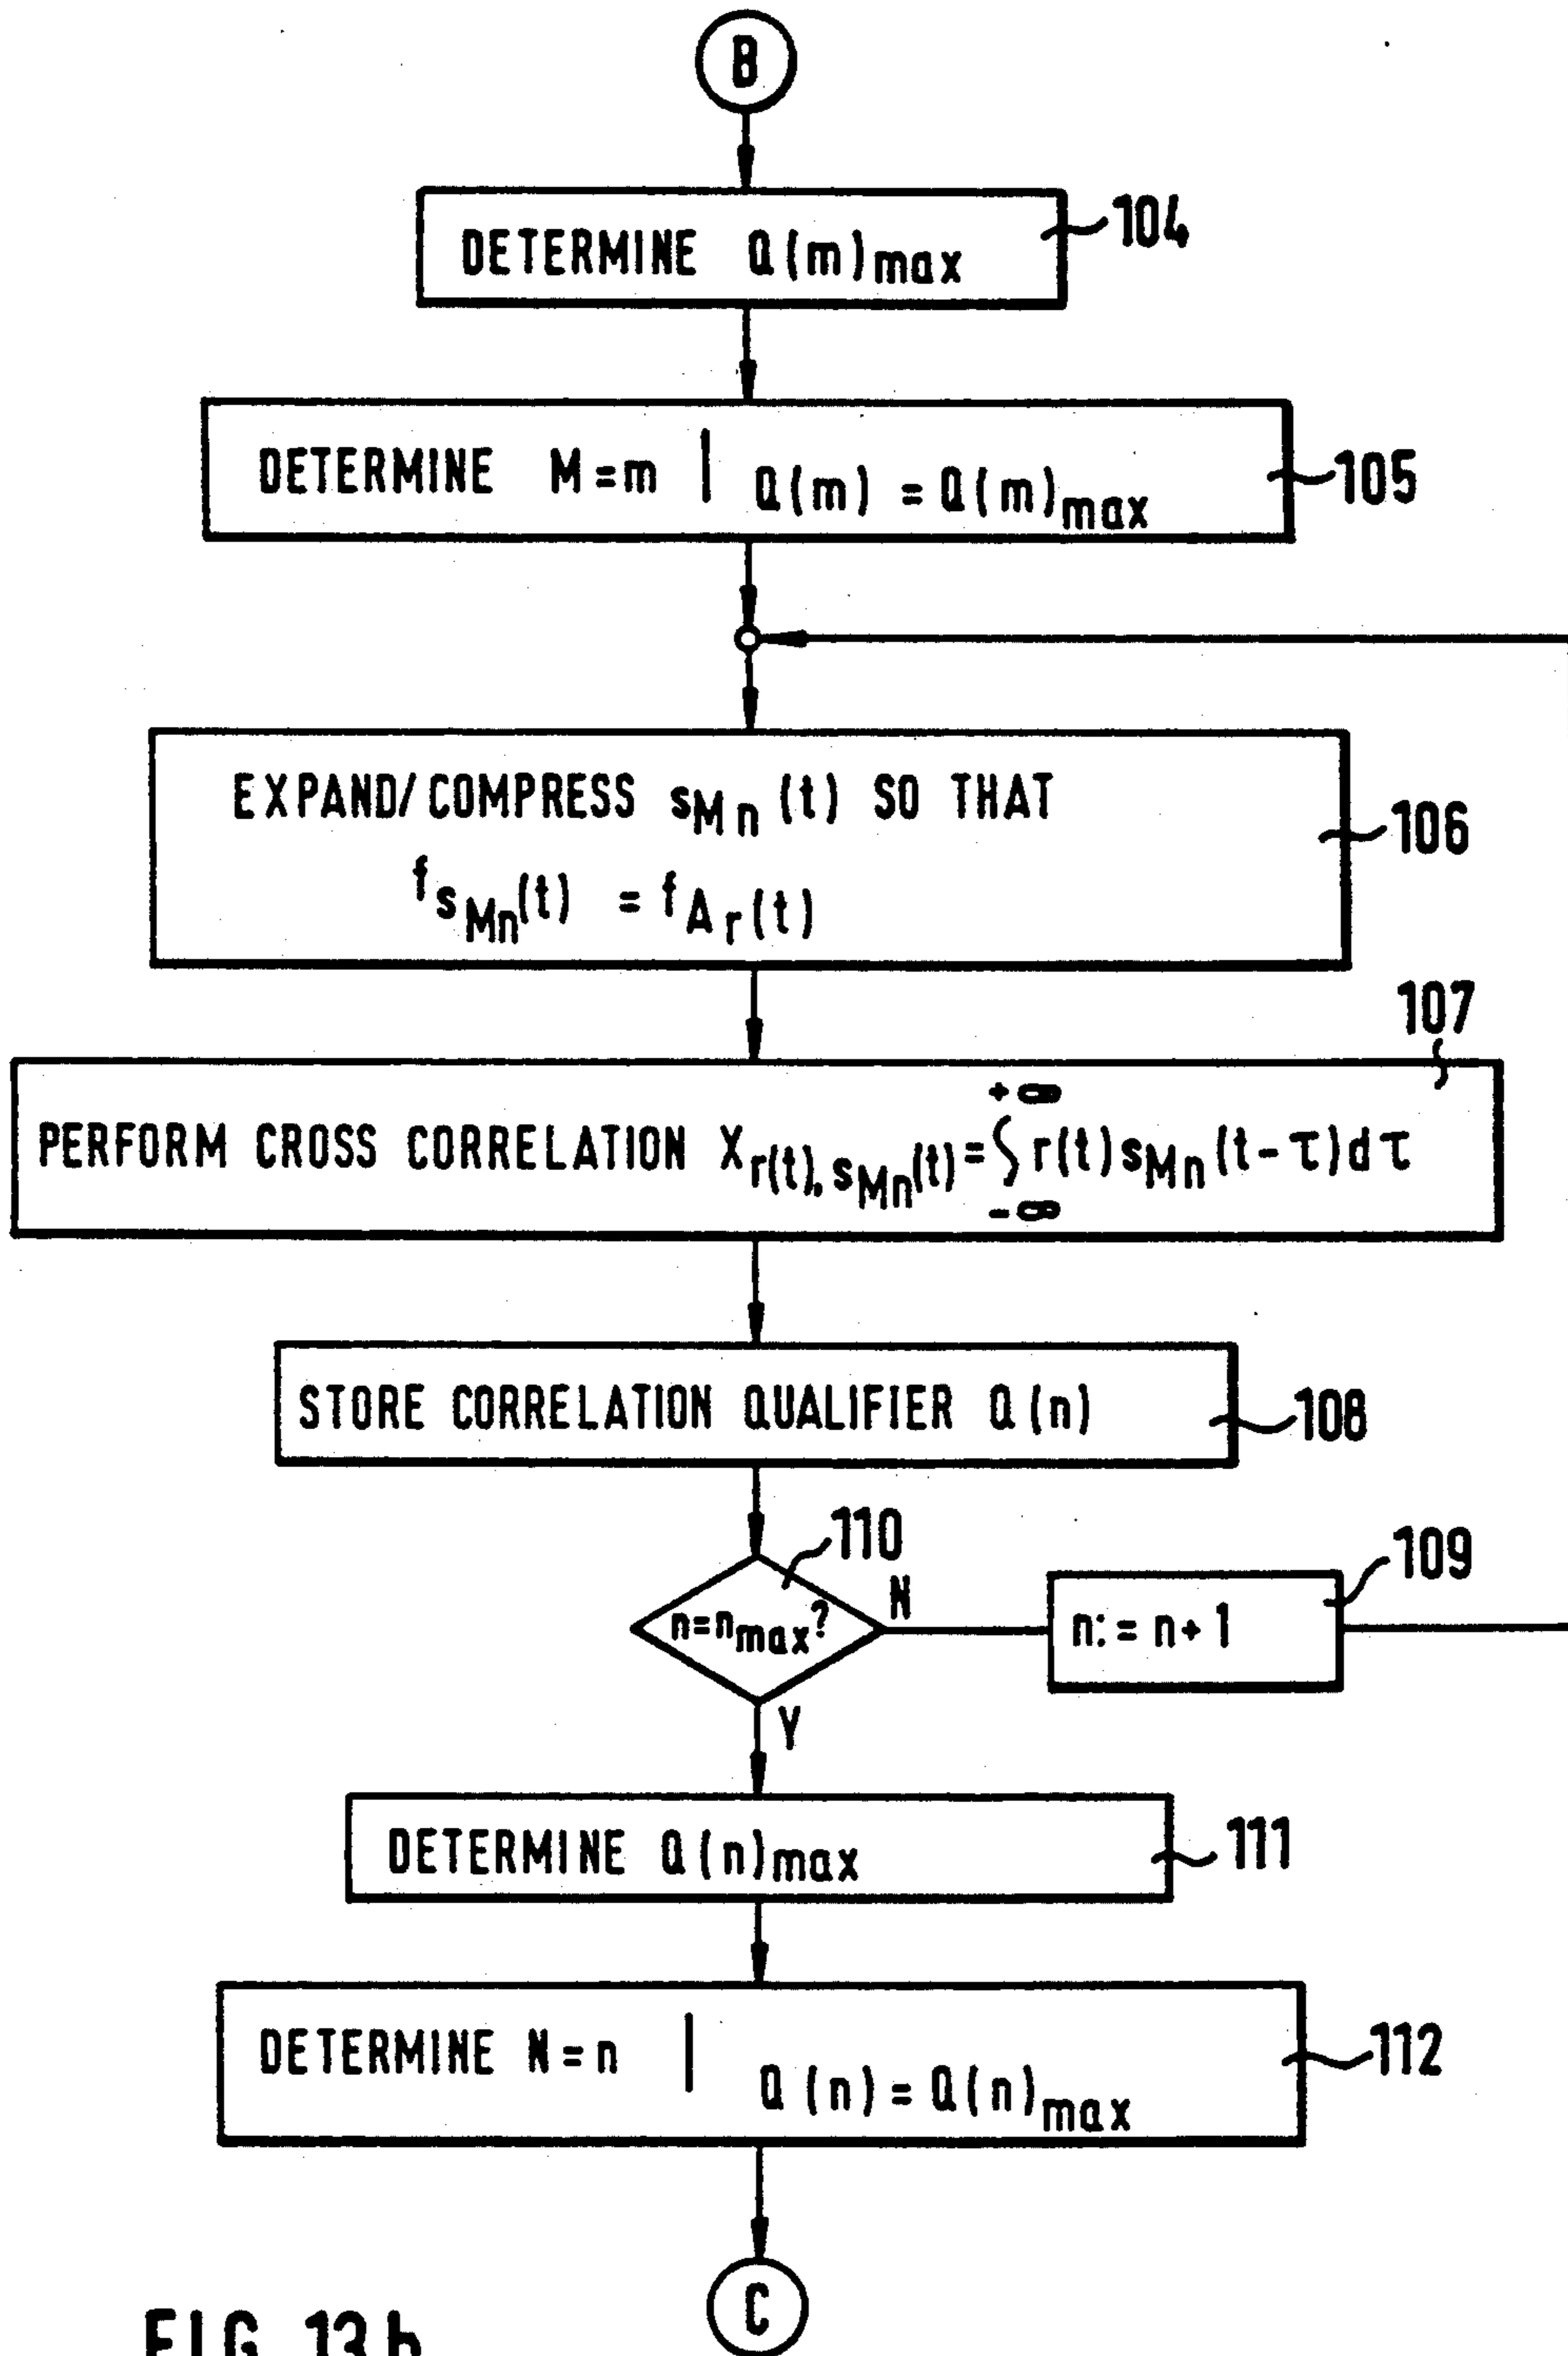 B
DETERMINE Q(m)max
104
DETERMINE M=m | Q(m) = Q(m)max
105
EXPAND/COMPRESS sMn (t) SO THAT
fsMn(t) = fAr(t)
106
107
PERFORM CROSS CORRELATION Xr(t),sMn(t)=∫r(t)sMn(t-τ)dτ
+∞
-∞
STORE CORRELATION QUALIFIER Q(n)
108
110
n=nmax?
N
n:=n+1
109
Y
DETERMINE Q(n)max
111
DETERMINE N=n | Q(n)=Q(n)max
112
C
FIG. 13b